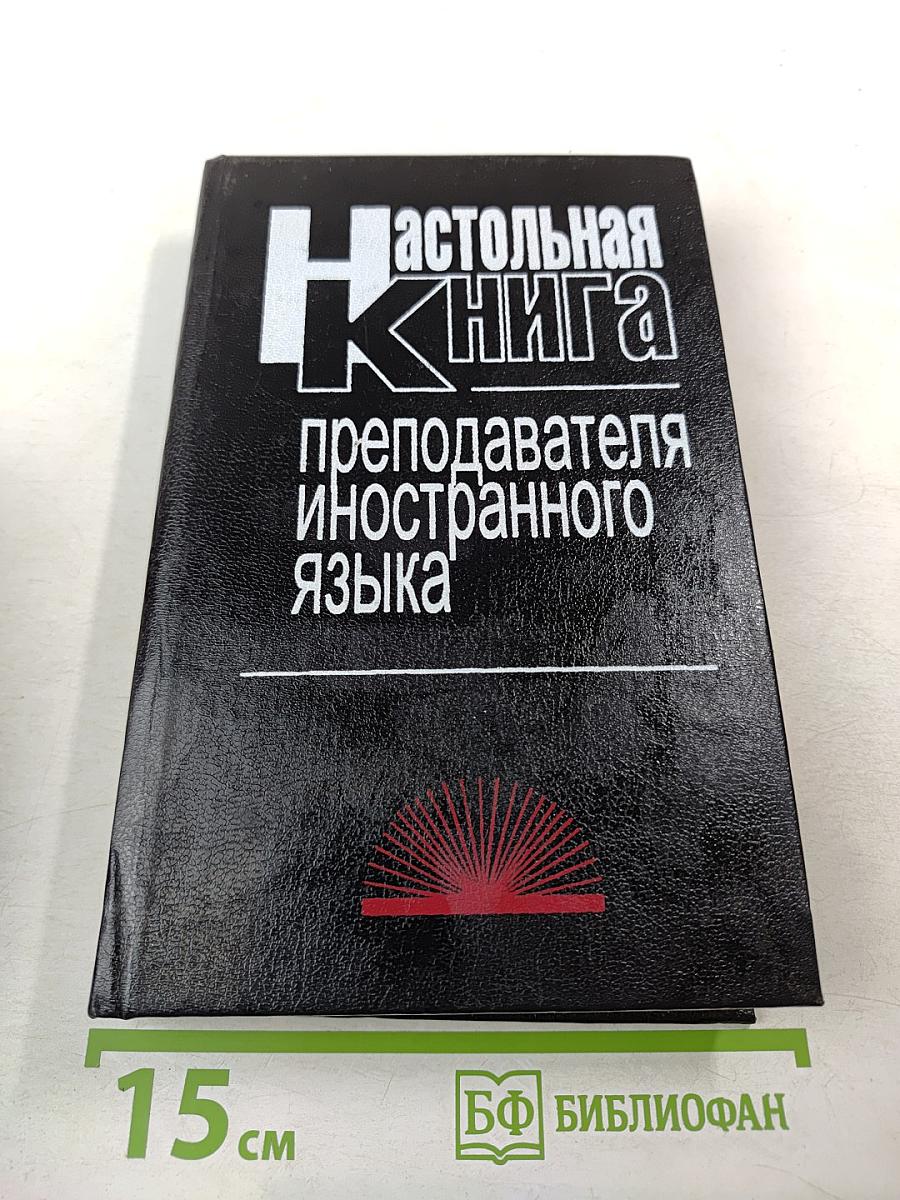 Настольная
Книга
преподавателя
иностранного
языка
15 см
БФ БИБЛИОФАН